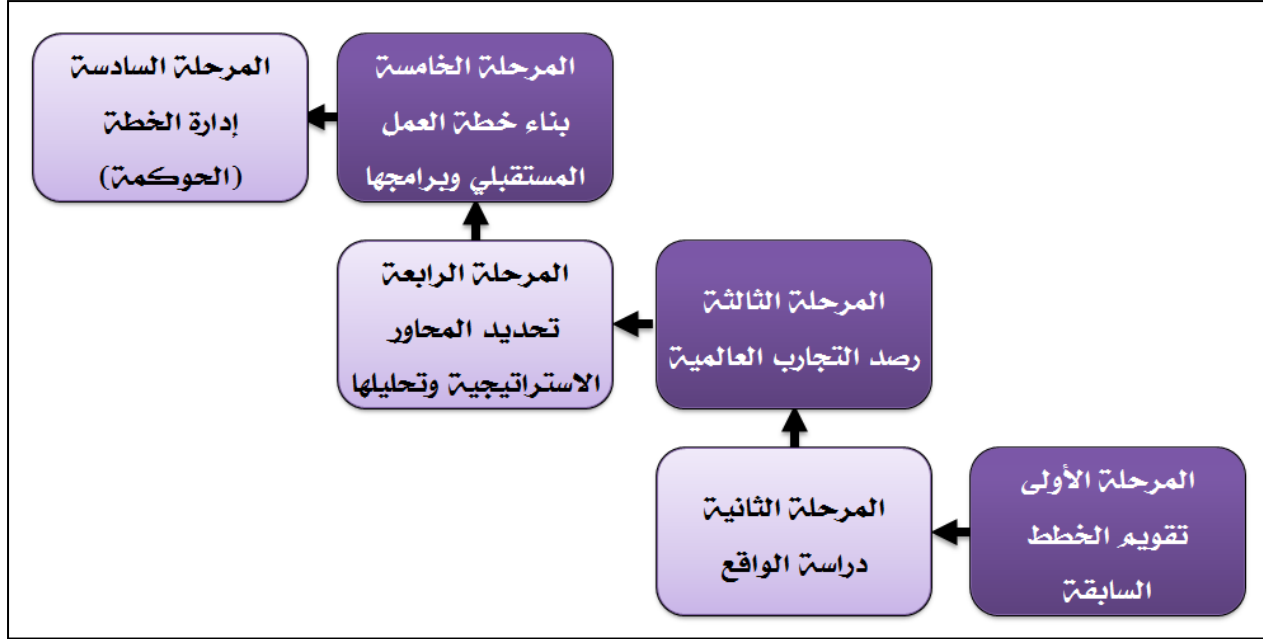 المرحلة السادسة
إدارة الخطة
(الحوكمة)
المرحلة الخامسة
بناء خطة العمل
المستقبلي وبرامجها
المرحلة الرابعة
تحديد المحاور
الاستراتيجية وتحليلها
المرحلة الثالثة
رصد التجارب العالمية
المرحلة الثانية
دراسة الواقع
المرحلة الأولى
تقويم الخطط
السابقة